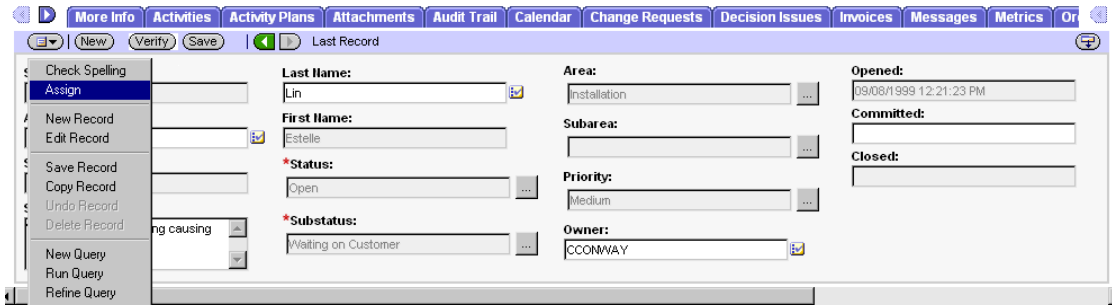 More Info Activities Activity Plans Attachments Audit Trail Calendar Change Requests Decision Issues Invoices Messages Metrics
New Verify Save Last Record
Check Spelling
Assign
New Record
Edit Record
Save Record
Copy Record
Undo Record
Delete Record
New Query
Run Query
Refine Query
ng causing
Last Name:
Lin
First Name:
Estelle
*Status:
Open
*Substatus:
Waiting on Customer
Area:
Installation
Subarea:
Priority:
Medium
Owner:
CCONWAY
Opened:
09/08/1999 12:21:23 PM
Committed:
Closed: